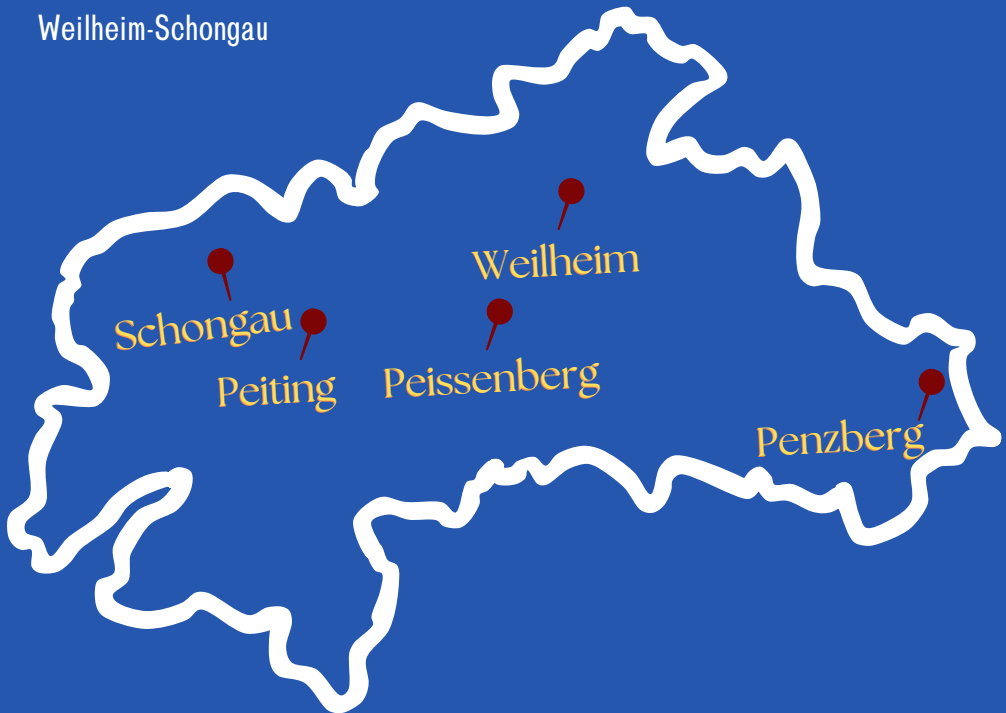 Weilheim-Schongau
Weilheim
Schongau
Peiting
Peissenberg
Penzberg